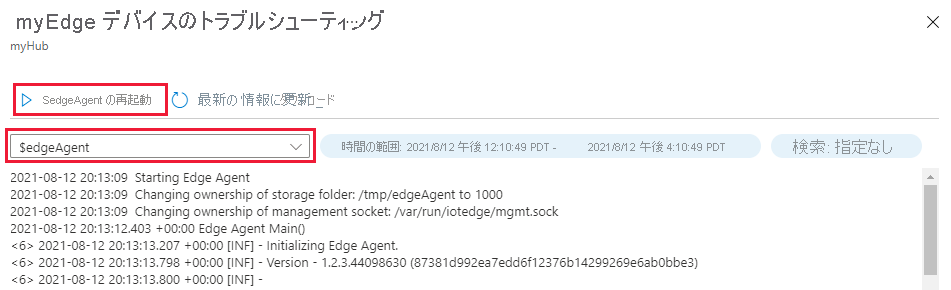 myEdge デバイスのトラブルシューティング
myHub
SedgeAgent の再起動 最新の情報に愛新ロード
$edgeAgent 時間の範囲: 2021/8/12 午後 12:10:49 PDT - 2021/8/12 午後 4:10:49 PDT 検索: 指定なし
2021-08-12 20:13:09 Starting Edge Agent
2021-08-12 20:13:09 Changing ownership of storage folder: /tmp/edgeAgent to 1000
2021-08-12 20:13:09 Changing ownership of management socket: /var/run/iotedge/mgmt.sock
2021-08-12 20:13:12.403 +00:00 Edge Agent Main()
<6> 2021-08-12 20:13:13.207 +00:00 [INF] - Initializing Edge Agent.
<6> 2021-08-12 20:13:13.798 +00:00 [INF] - Version - 1.2.3.44098630 (87381d992ea7edd6f12376b14299269e6ab0bbe3)
<6> 2021-08-12 20:13:13.800 +00:00 [INF] -